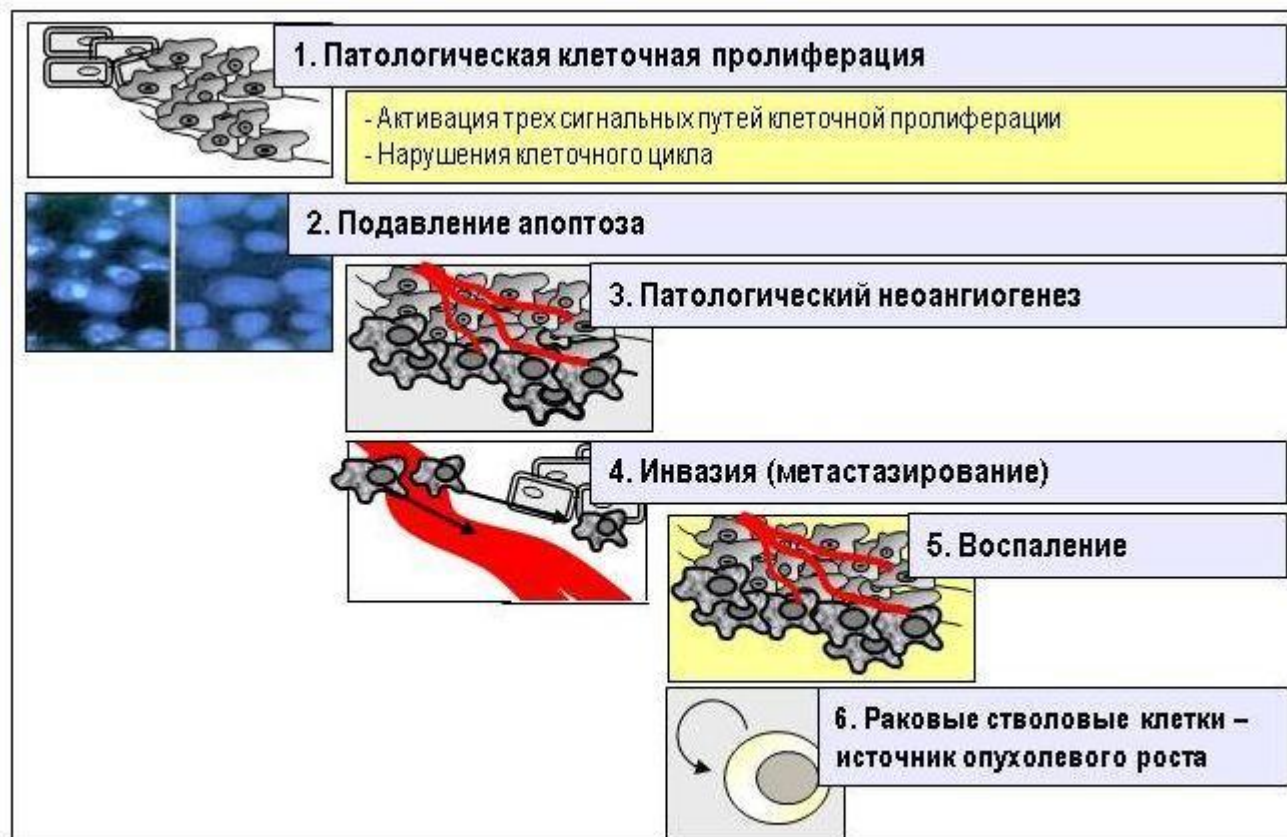 1. Патологическая клеточная пролиферация
- Активация трех сигнальных путей клеточной пролиферации
- Нарушения клеточного цикла
2. Подавление апоптоза
3. Патологический неоангиогенез
4. Инвазия (метастазирование)
5. Воспаление
6. Раковые стволовые клетки –
источник опухолевого роста